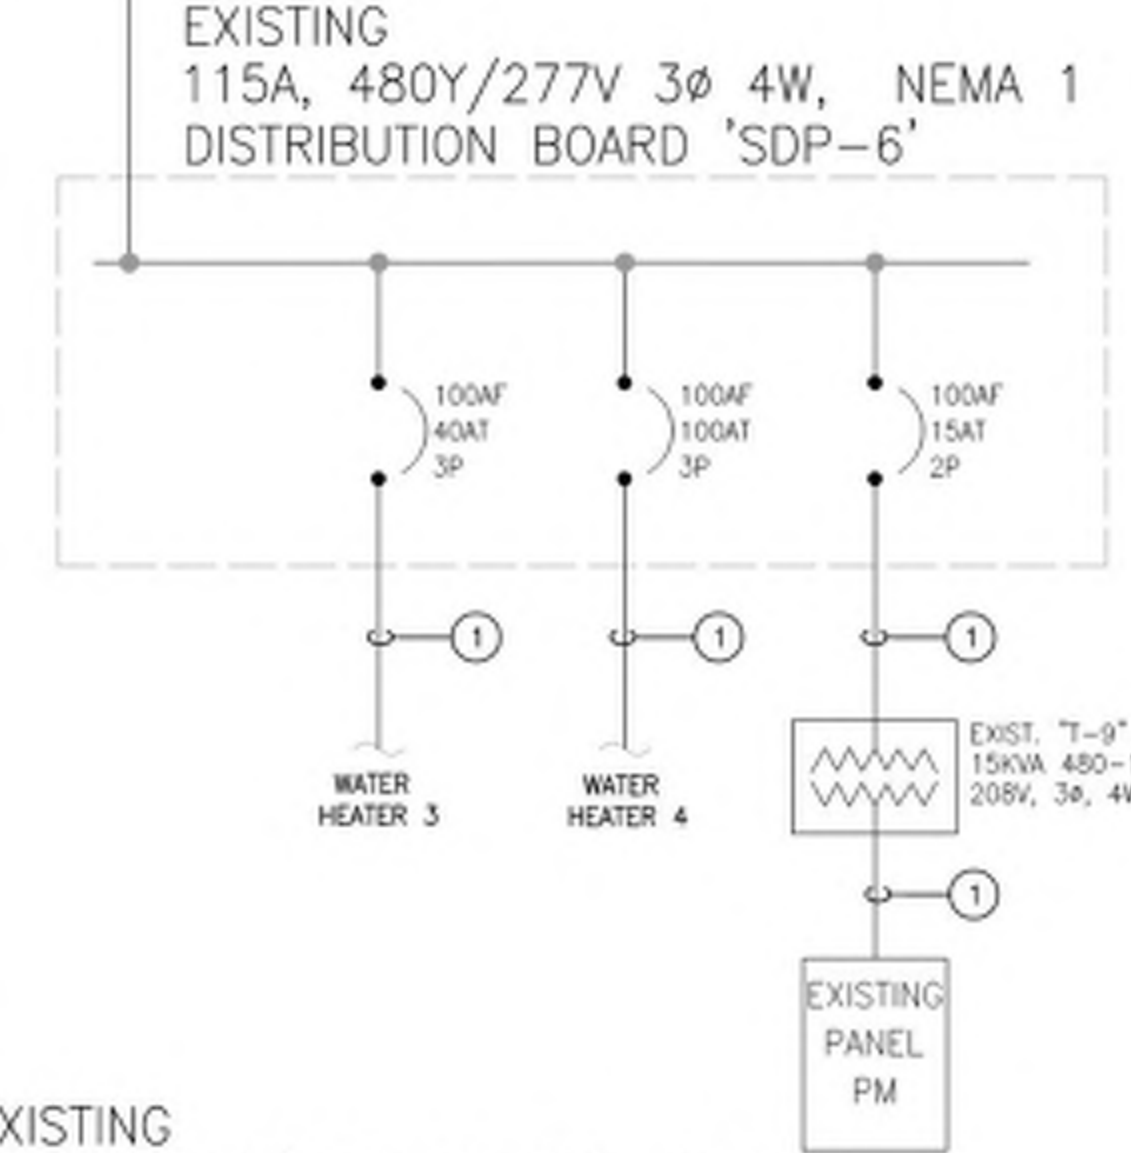 EXISTING
115A, 480Y/277V 3ø 4W, NEMA 1
DISTRIBUTION BOARD 'SDP-6'
100AF
40AT
3P
100AF
100AT
3P
100AF
15AT
2P
1
1
1
WATER
HEATER 3
WATER
HEATER 4
EXIST. "T-9"
15KVA 480-
208V, 3ø, 4W
1
EXISTING
PANEL
PM
XISTING